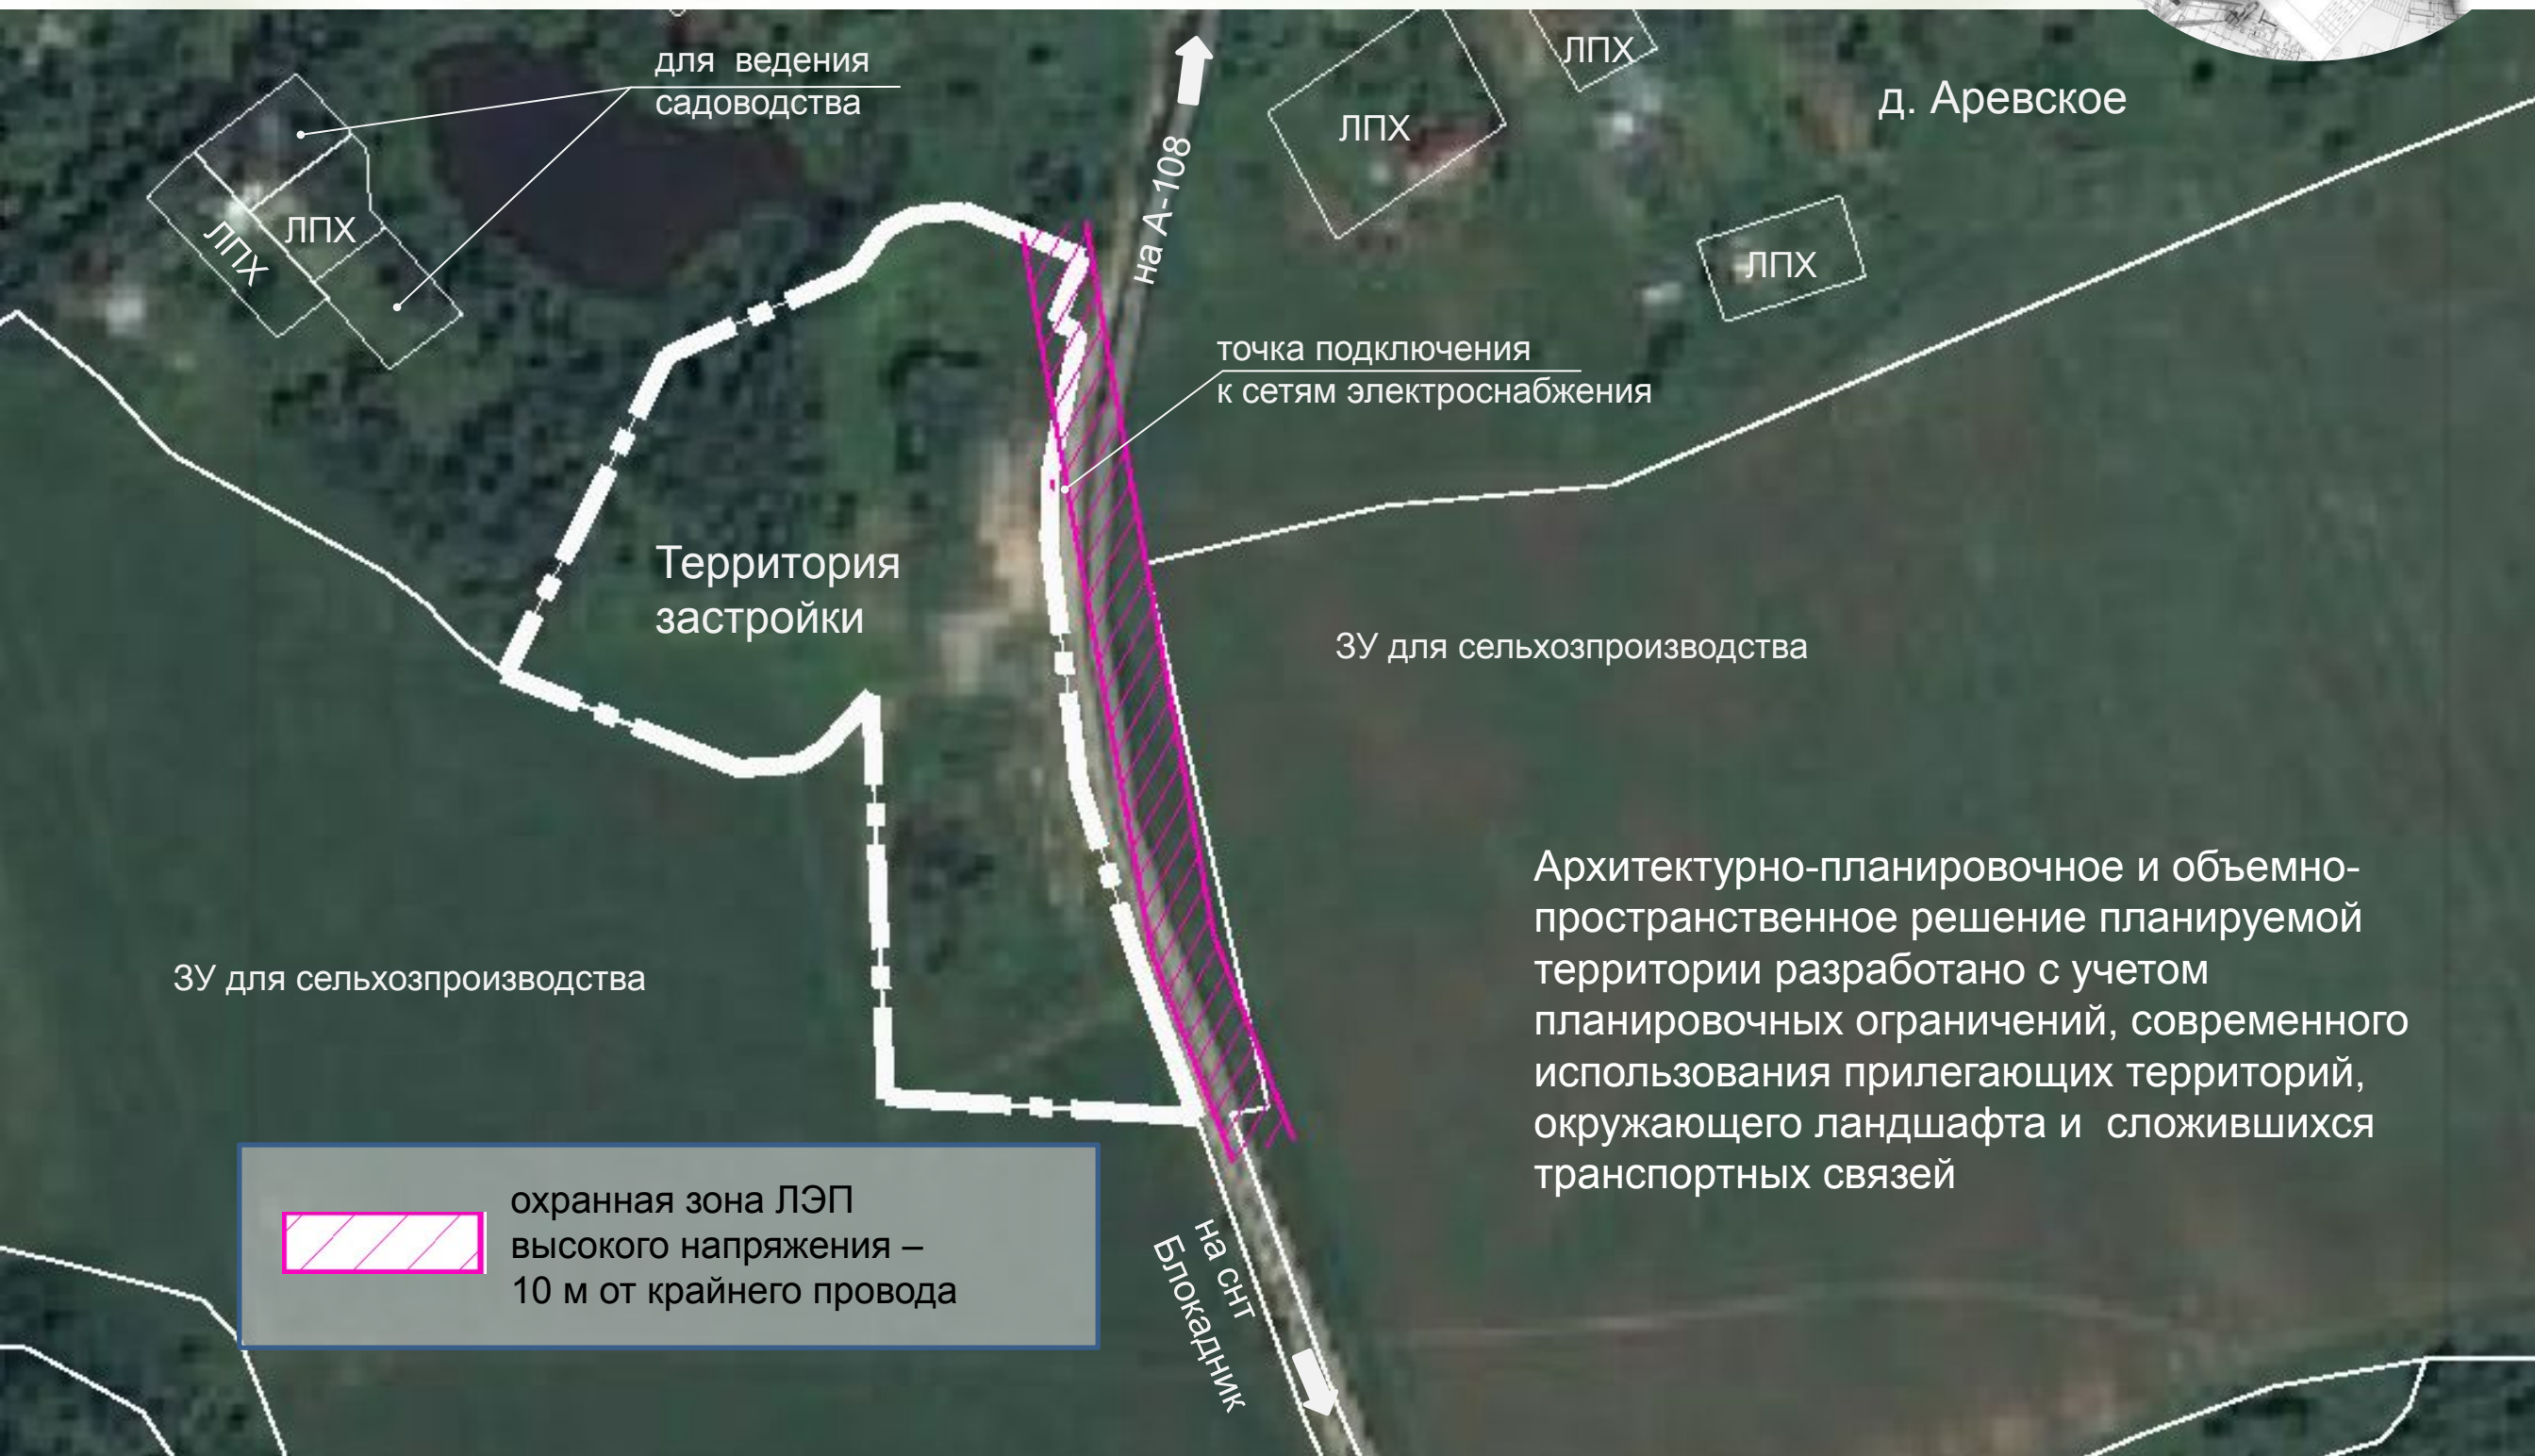 для ведения
садоводства
ЛПХ
ЛПХ
д. Аревское
ЛПХ
ЛПХ
на А-108
ЛПХ
точка подключения
к сетям электроснабжения
Территория
застройки
ЗУ для сельхозпроизводства
Архитектурно-планировочное и объемно-
пространственное решение планируемой
территории разработано с учетом
планировочных ограничений, современного
использования прилегающих территорий,
окружающего ландшафта и сложившихся
транспортных связей
ЗУ для сельхозпроизводства
охранная зона ЛЭП
высокого напряжения –
10 м от крайнего провода
на снт
Блокадник